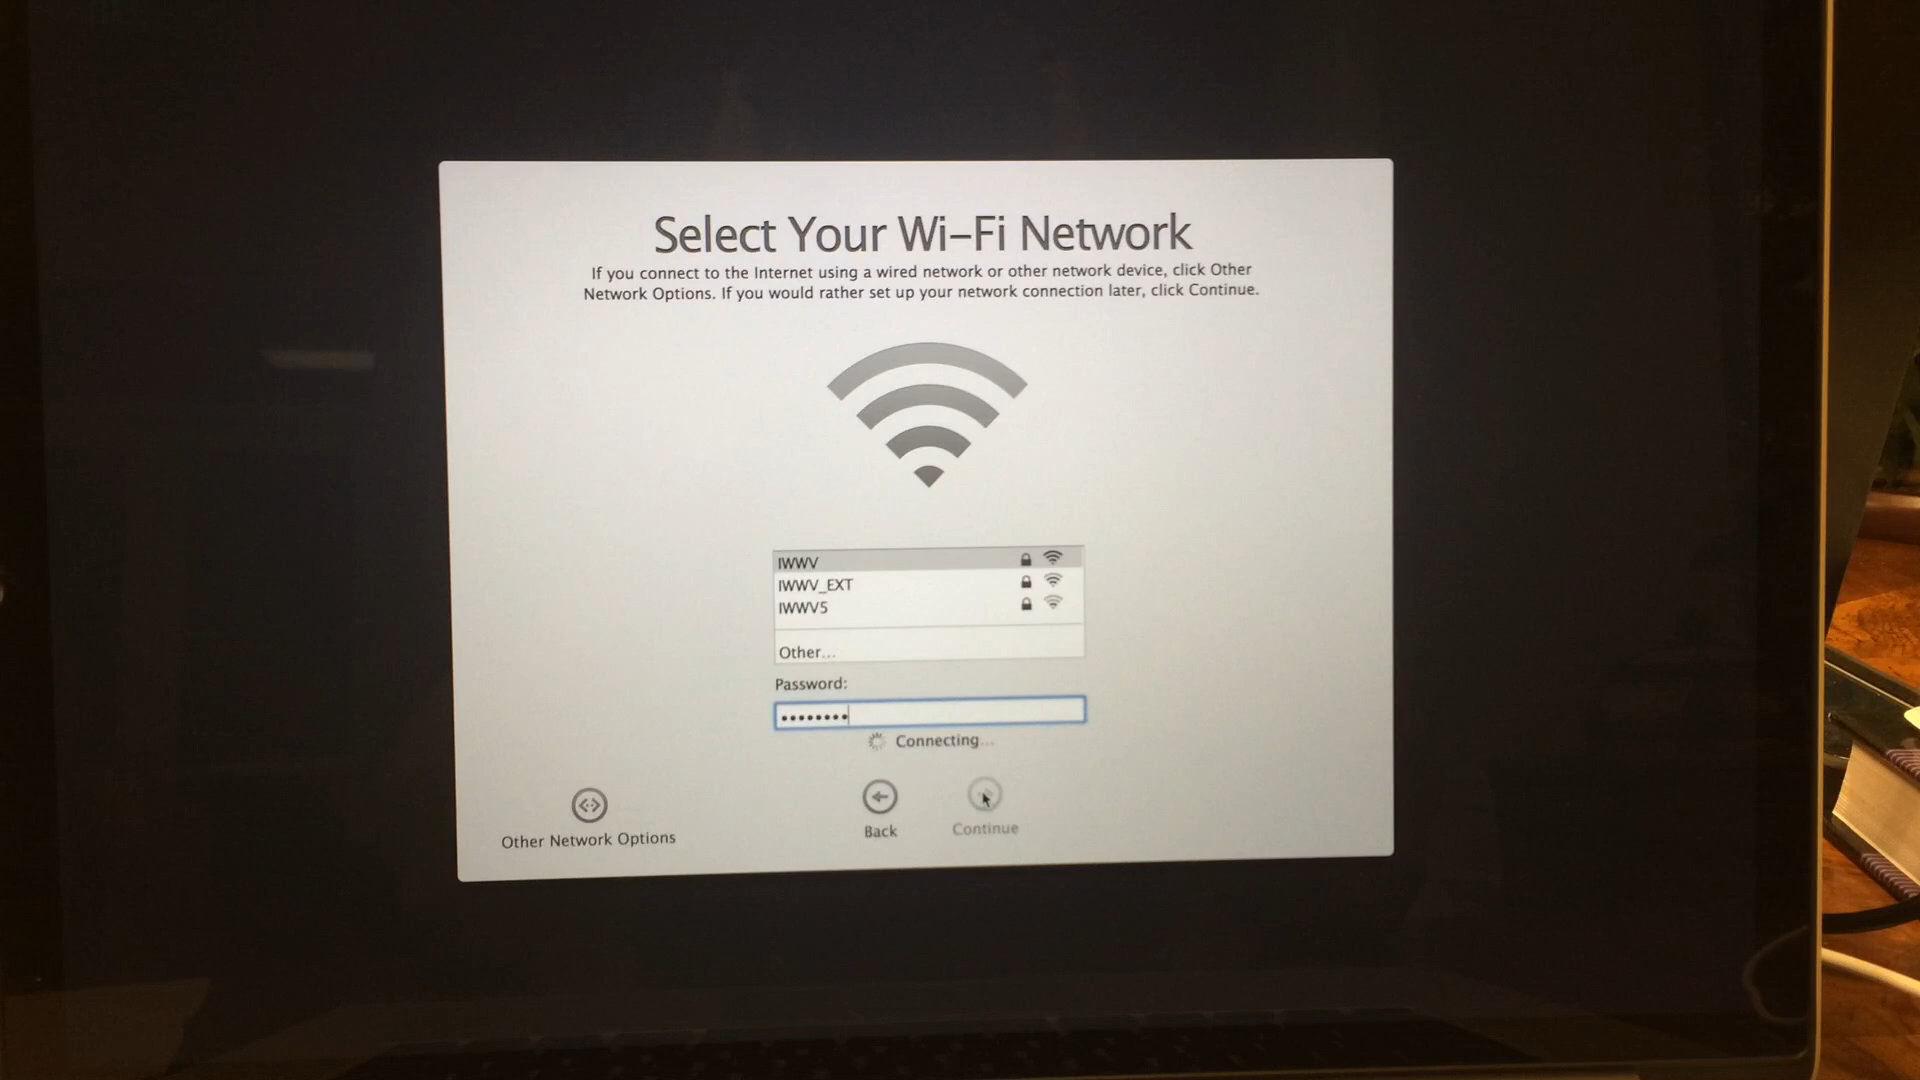 Select Your Wi-Fi Network
If you connect to the Internet using a wired network or other network device, click Other
Network Options. If you would rather set up your network connection later, click Continue.
IWWV
IWWV_EXT
IWWV5
Other...
Password:
••••••••
Connecting...
Other Network Options
Back
Continue